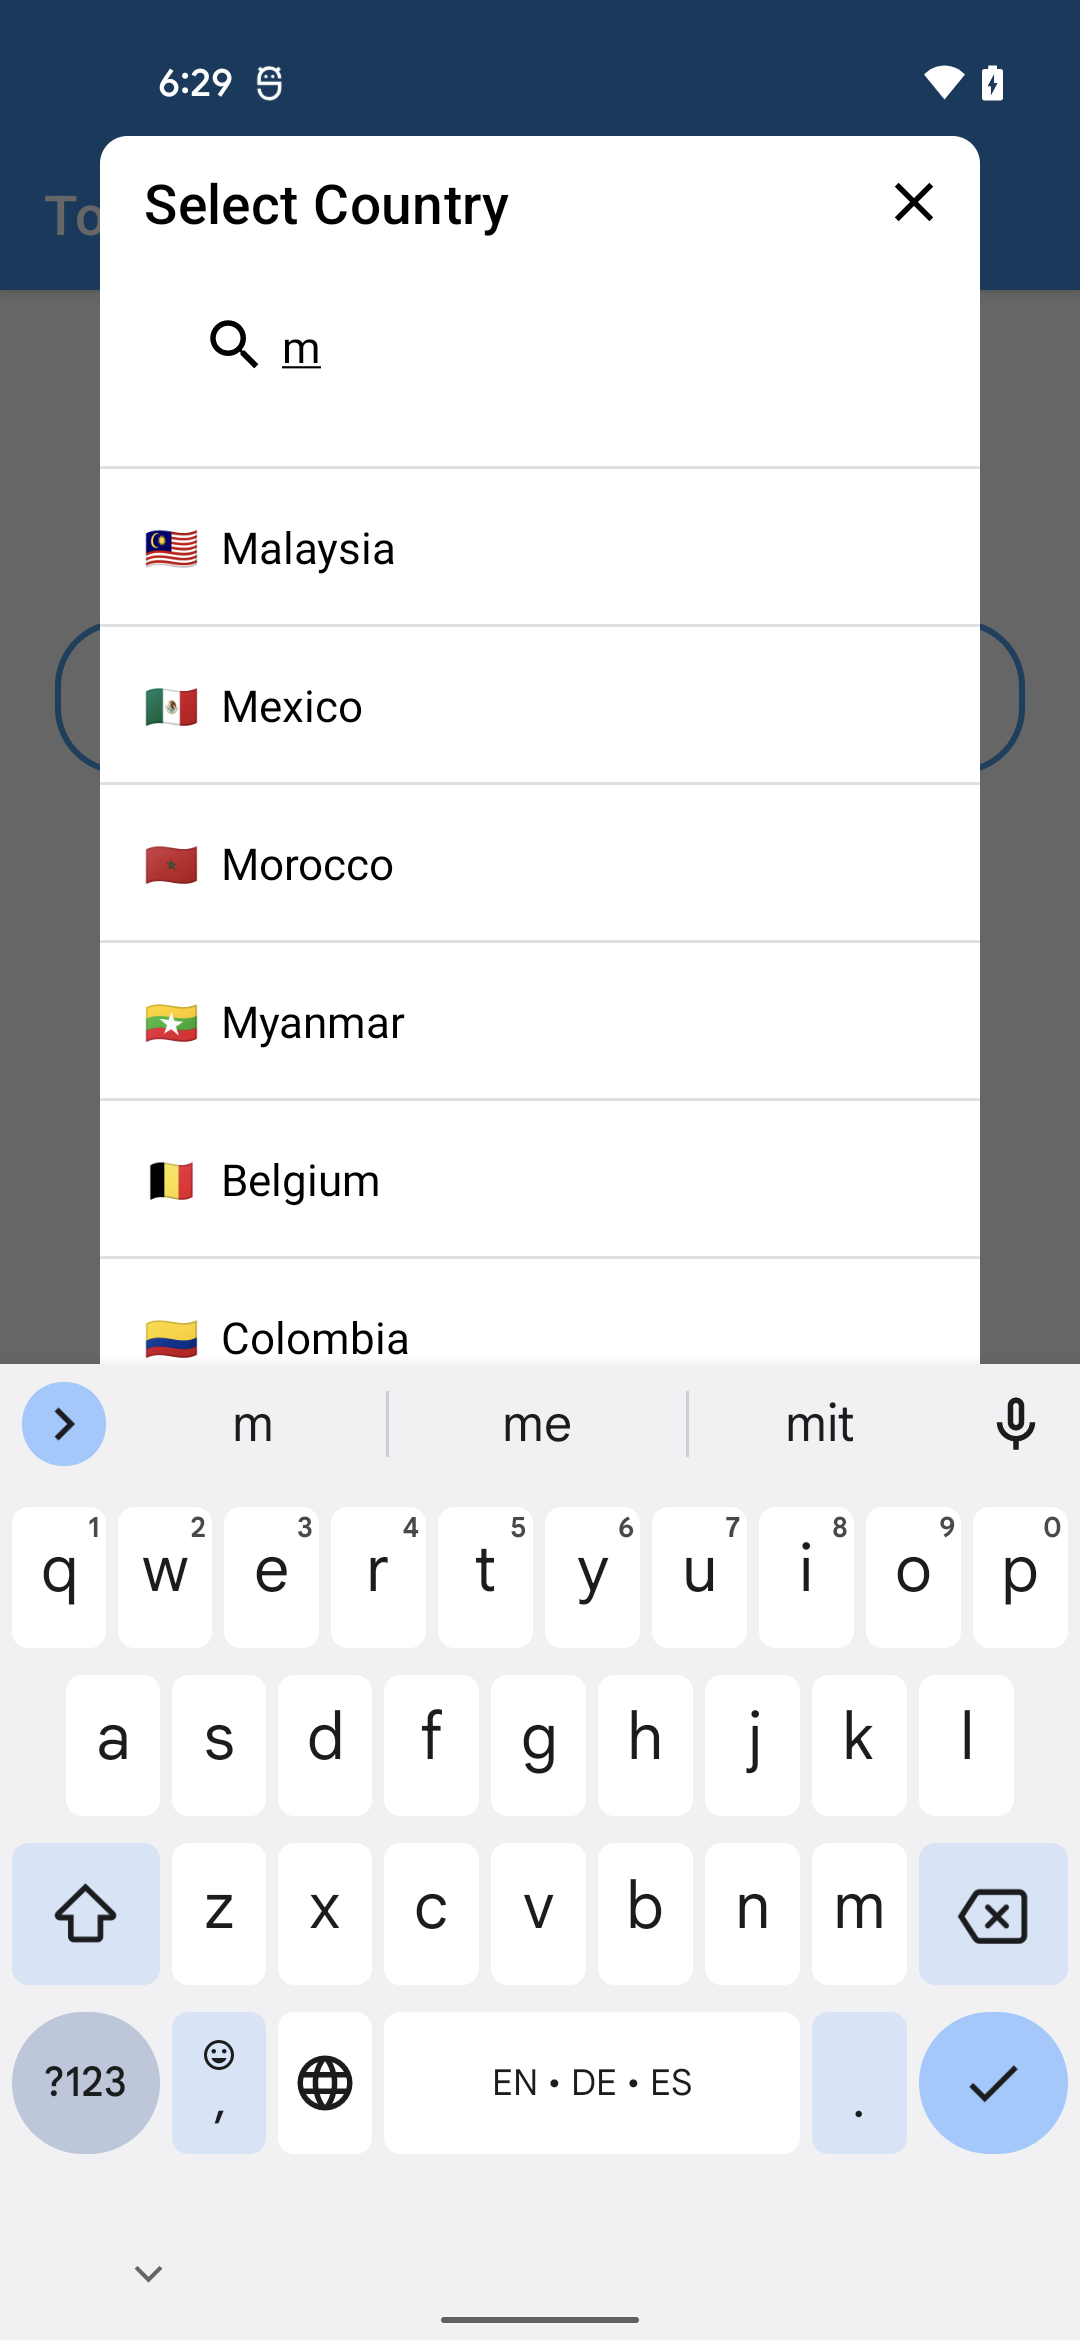 6:29
To
Select Country
m
Malaysia
Mexico
Morocco
Myanmar
Belgium
Colombia
m me mit
1 2 3 4 5 6 7 8 9 0
q w e r t y u i o p
a s d f g h j k l
z x c v b n m
?123 , EN • DE • ES .